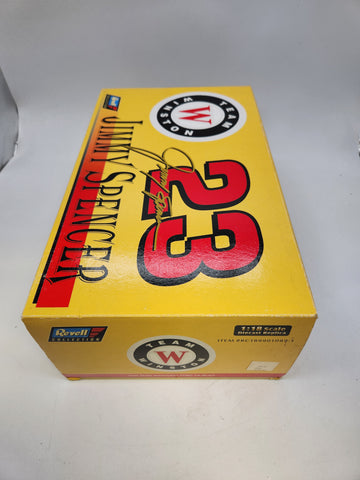 TEAM
W
WINSTON
JIMMY SPENCER
23
Revell
COLLECTION
TEAM
W
WINSTON
1:18 Scale
Diecast Replica